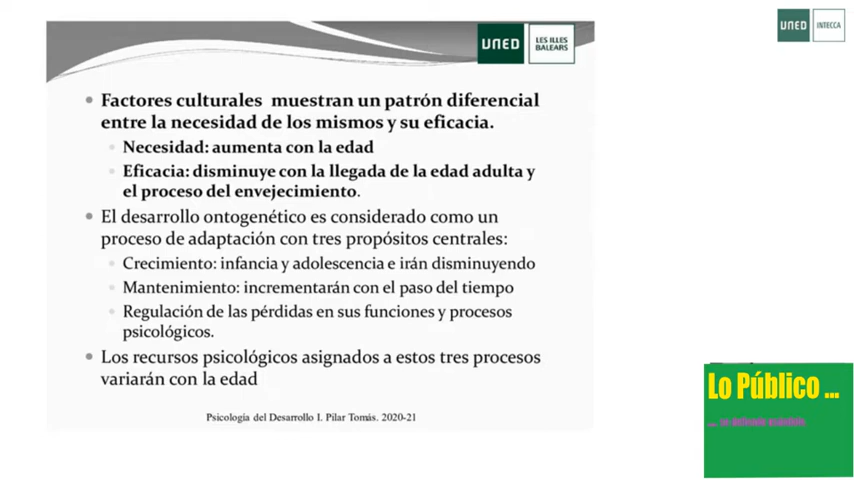 UNED
LES ILLES
BALEARS
UNED
INTECCA
Factores culturales muestran un patrón diferencial
entre la necesidad de los mismos y su eficacia.
Necesidad: aumenta con la edad
Eficacia: disminuye con la llegada de la edad adulta y
el proceso del envejecimiento.
El desarrollo ontogenético es considerado como un
proceso de adaptación con tres propósitos centrales:
Crecimiento: infancia y adolescencia e irán disminuyendo
Mantenimiento: incrementarán con el paso del tiempo
Regulación de las pérdidas en sus funciones y procesos
psicológicos.
Los recursos psicológicos asignados a estos tres procesos
variarán con la edad
Psicología del Desarrollo I. Pilar Tomás. 2020-21
Lo Público ...